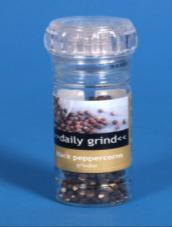 >daily grind<<
black peppercorns
grinder